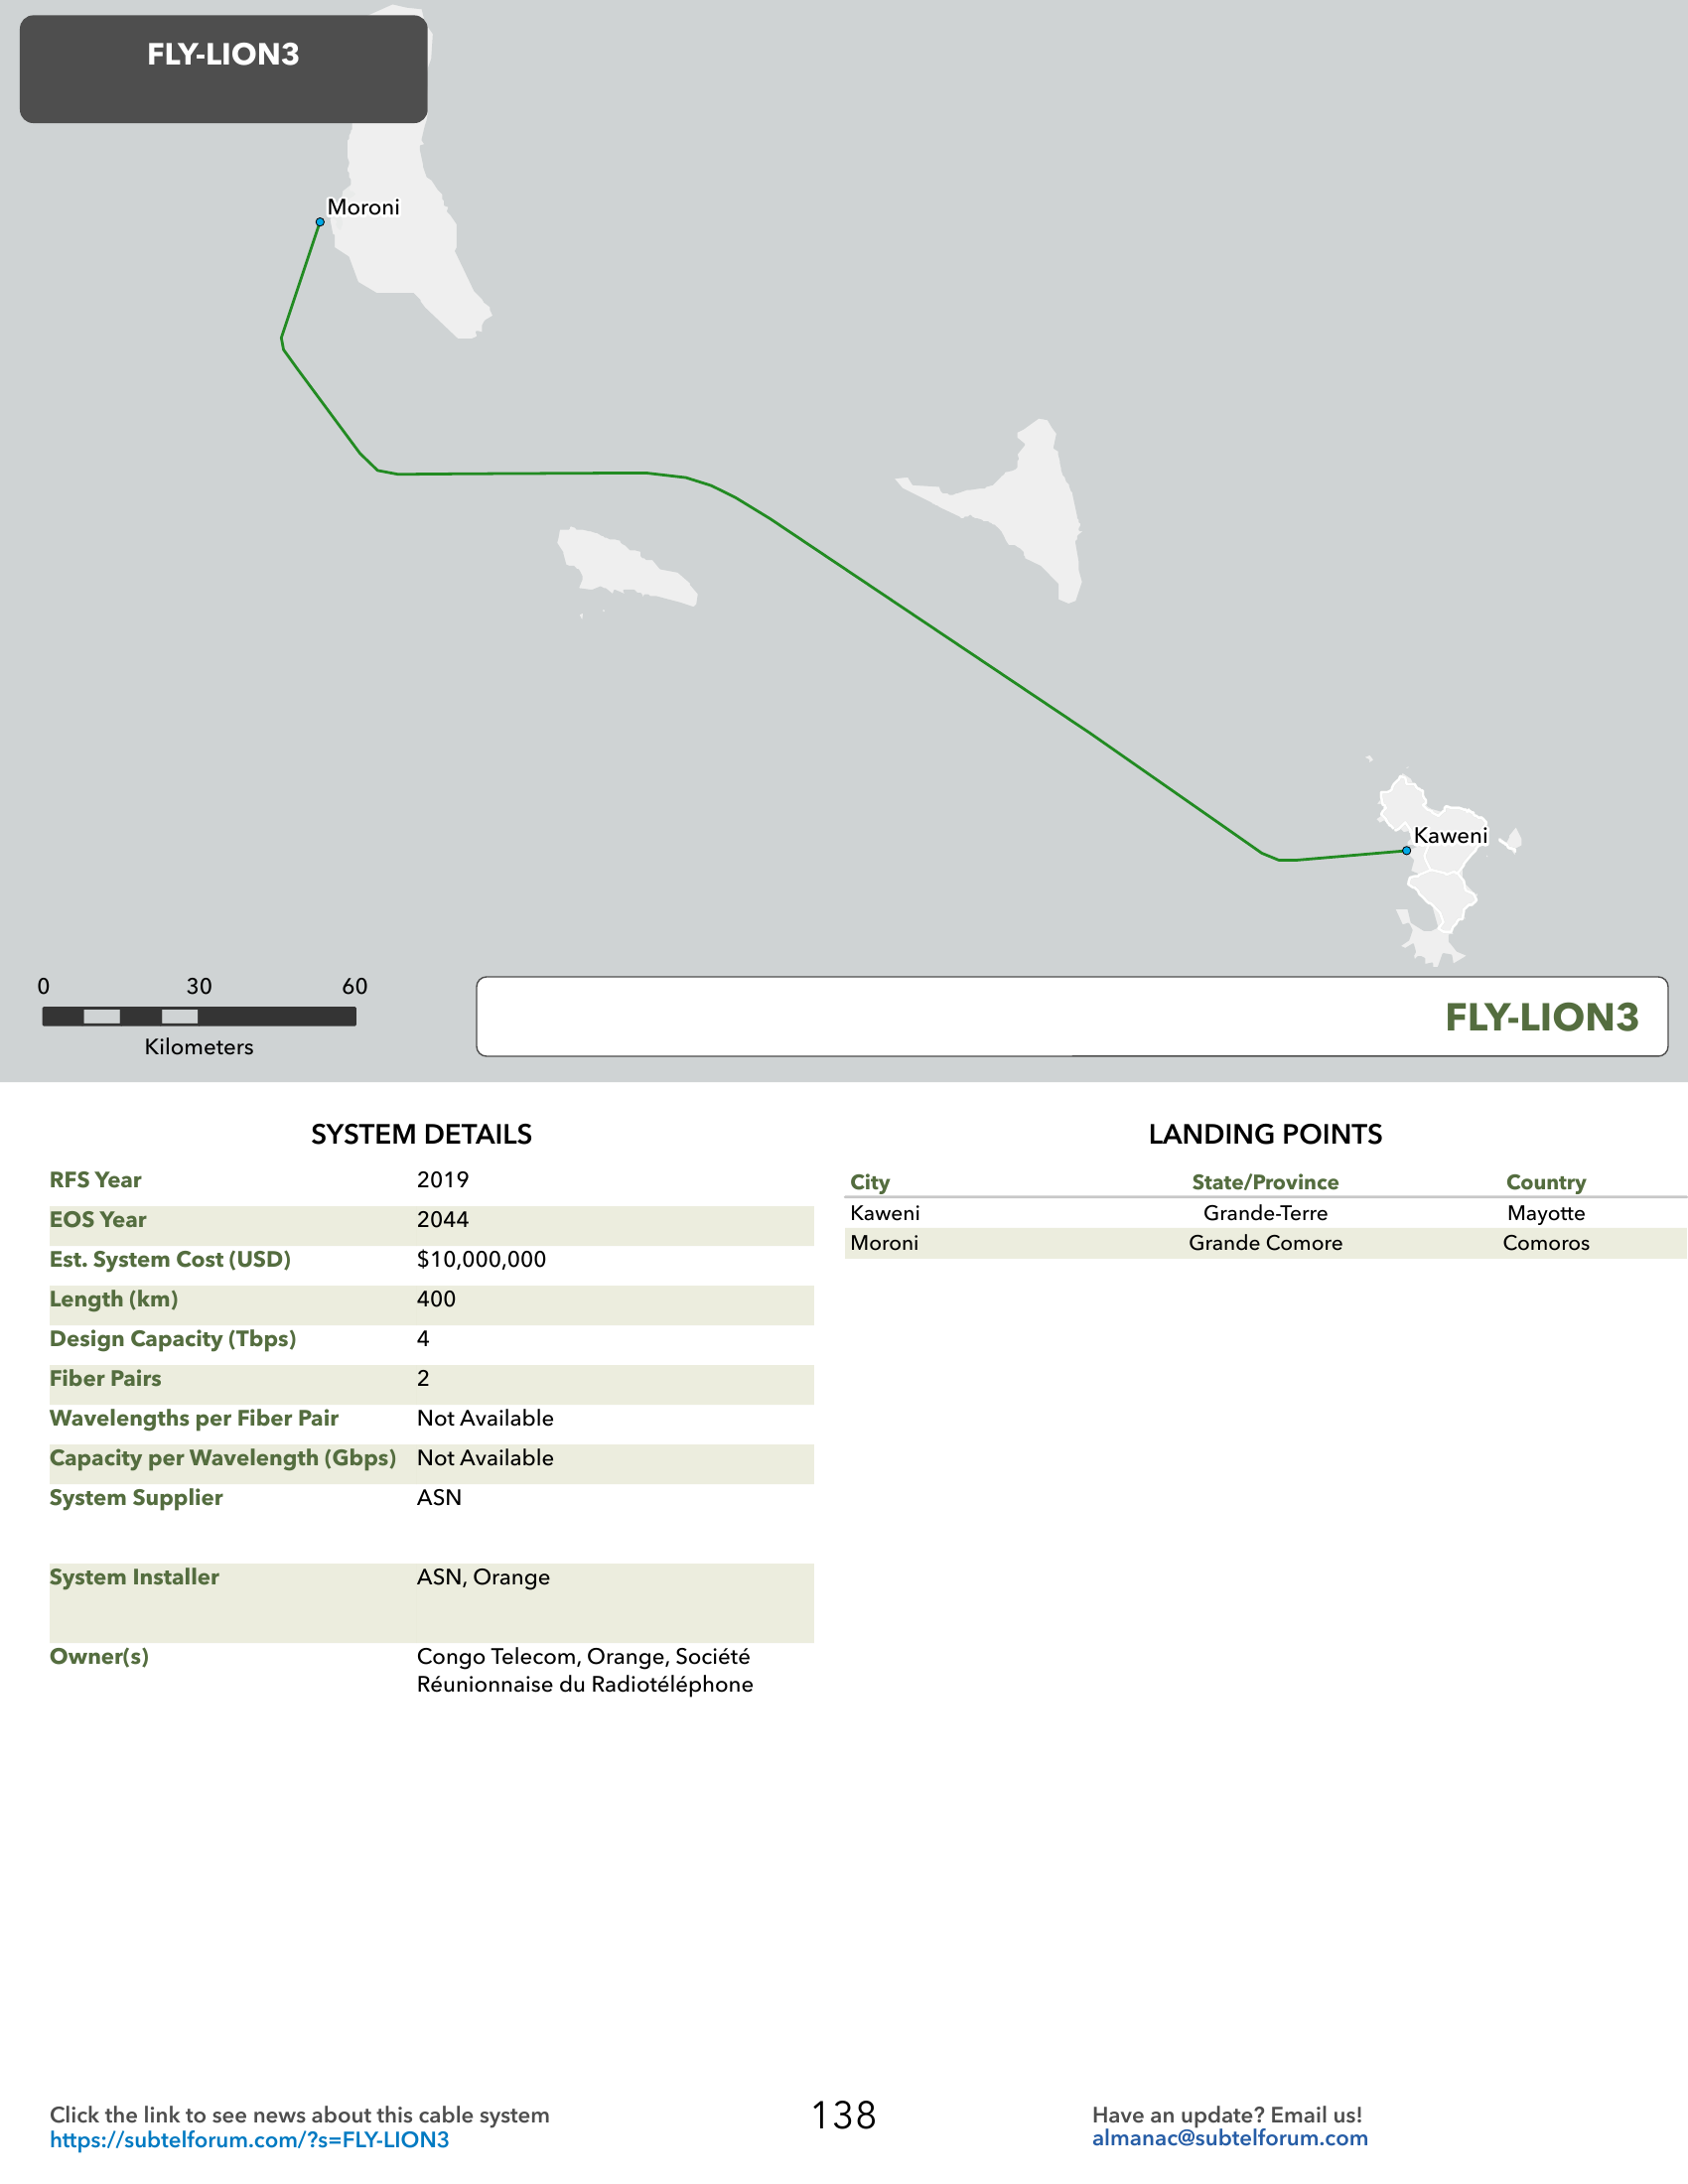 FLY-LION3
Moroni
Kaweni
0 30 60
Kilometers
FLY-LION3
SYSTEM DETAILS
RFS Year 2019
EOS Year 2044
Est. System Cost (USD) $10,000,000
Length (km) 400
Design Capacity (Tbps) 4
Fiber Pairs 2
Wavelengths per Fiber Pair Not Available
Capacity per Wavelength (Gbps) Not Available
System Supplier ASN
System Installer ASN, Orange
Owner(s) Congo Telecom, Orange, Société
Réunionnaise du Radiotéléphone
LANDING POINTS
City State/Province Country
Kaweni Grande-Terre Mayotte
Moroni Grande Comore Comoros
Click the link to see news about this cable system
https://subtelforum.com/?s=FLY-LION3
138
Have an update? Email us!
almanac@subtelforum.com